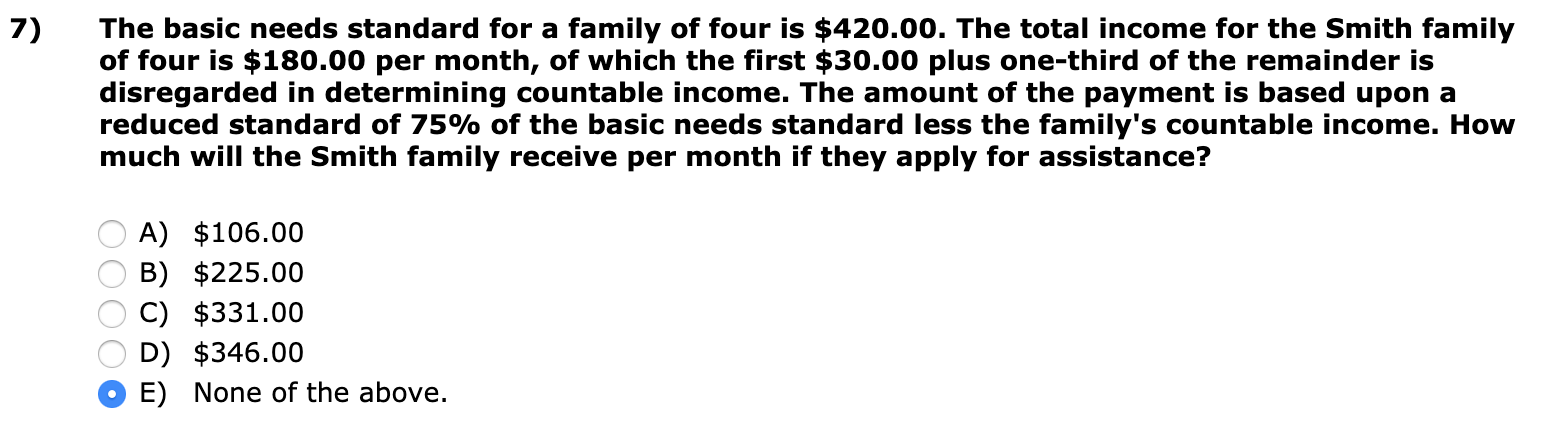 7) The basic needs standard for a family of four is $420.00. The total income for the Smith family
of four is $180.00 per month, of which the first $30.00 plus one-third of the remainder is
disregarded in determining countable income. The amount of the payment is based upon a
reduced standard of 75% of the basic needs standard less the family's countable income. How
much will the Smith family receive per month if they apply for assistance?
A) $106.00
B) $225.00
C) $331.00
D) $346.00
E) None of the above.